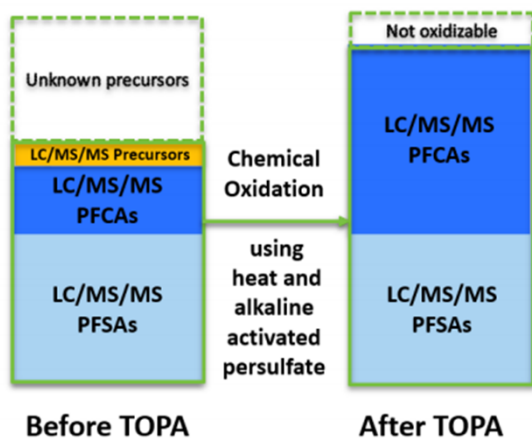 Unknown precursors
LC/MS/MS Precursors
LC/MS/MS
PFCAs
LC/MS/MS
PFSAs
Before TOPA
Chemical
Oxidation
using
heat and
alkaline
activated
persulfate
Not oxidizable
LC/MS/MS
PFCAs
LC/MS/MS
PFSAs
After TOPA